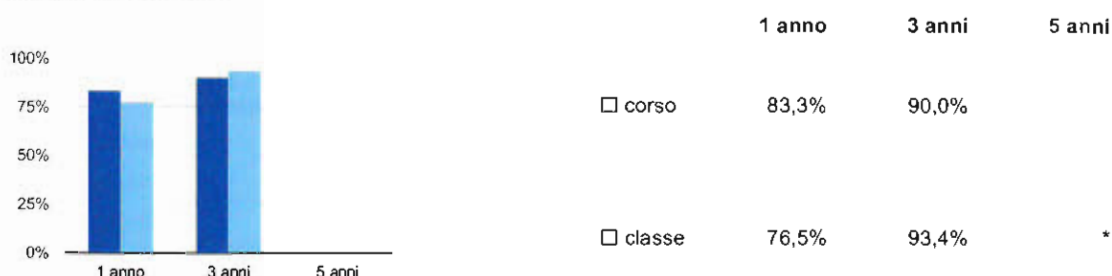 100%
75%
50%
25%
0%
1 anno 3 anni 5 anni
1 anno 3 anni 5 anni
corso 83,3% 90,0%
classe 76,5% 93,4% *